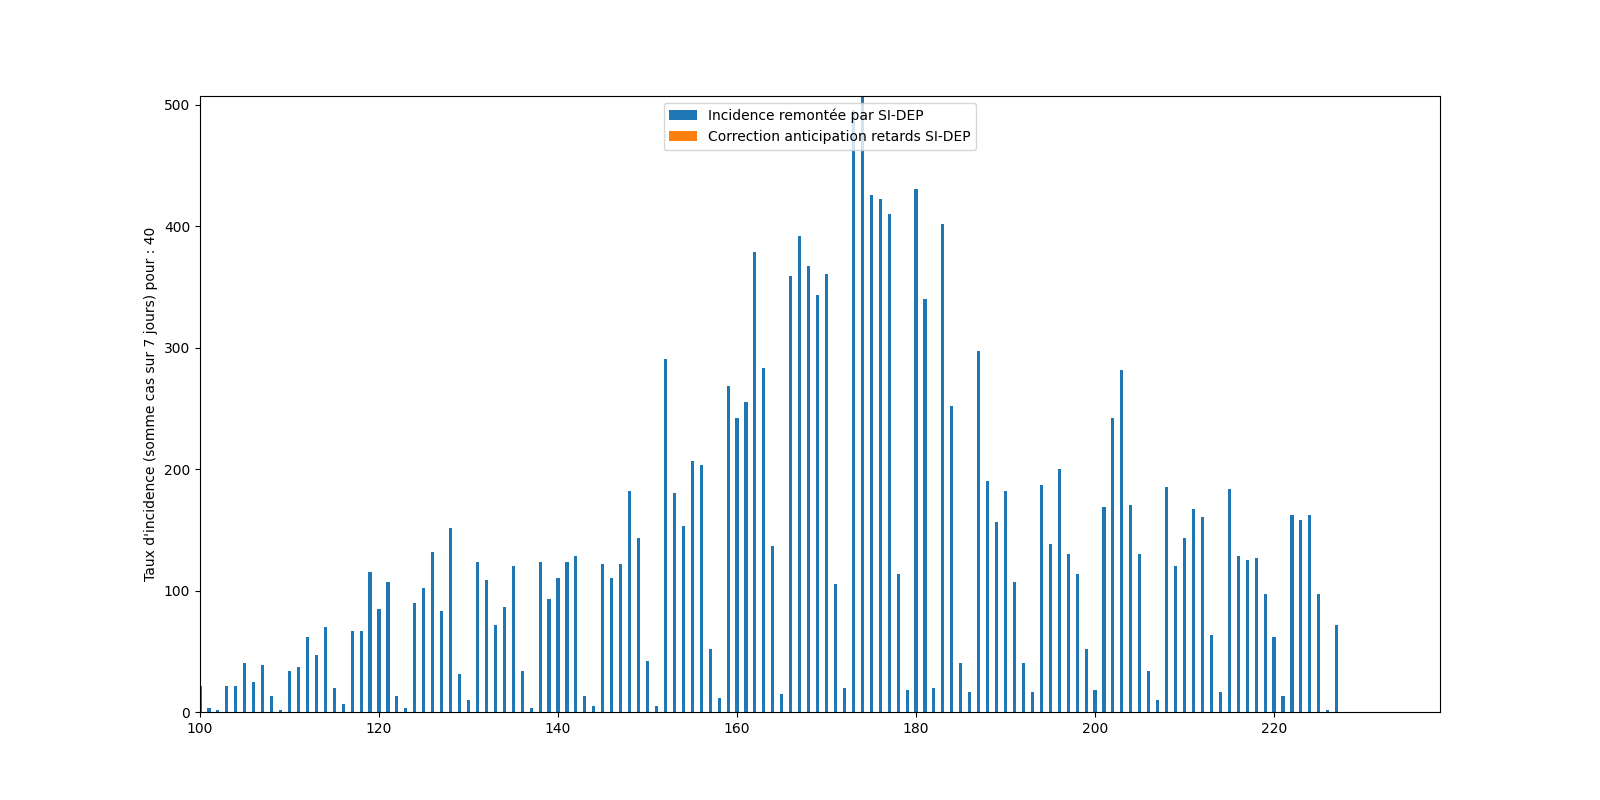 Incidence remontée par SI-DEP
Correction anticipation retards SI-DEP
Taux d'incidence (somme cas sur 7 jours) pour : 40
500
400
300
200
100
0
100 120 140 160 180 200 220